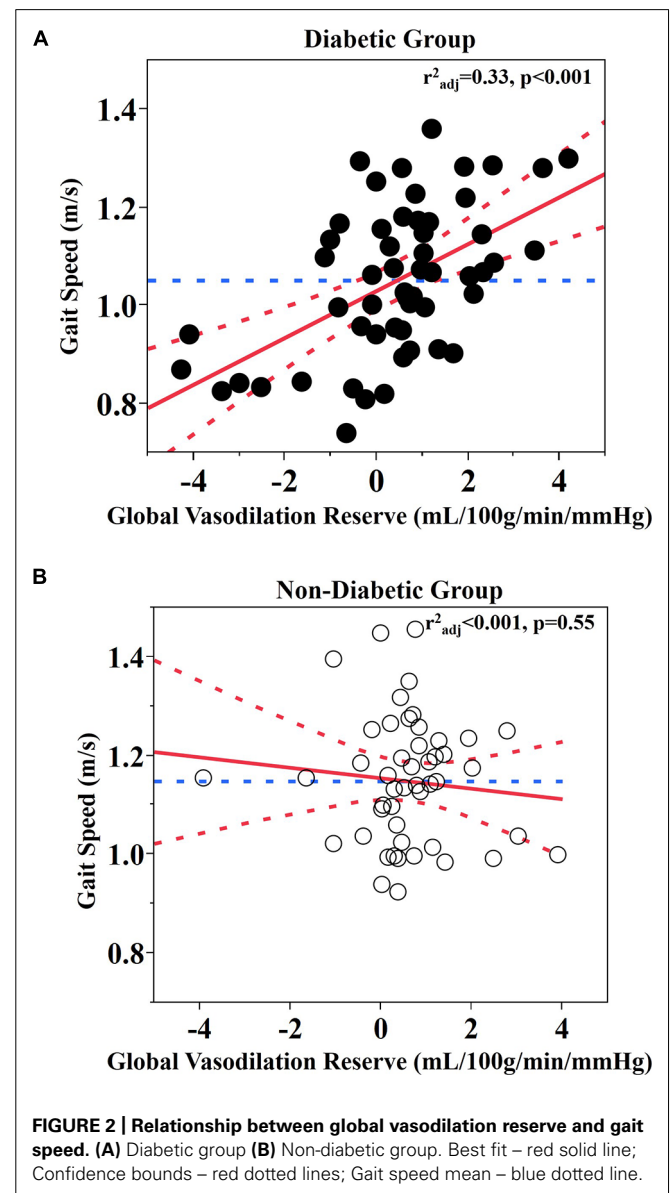 A
Diabetic Group
r²adj=0.33, p<0.001
1.4
1.2
1.0
0.8
Gait Speed (m/s)
-4 -2 0 2 4
Global Vasodilation Reserve (mL/100g/min/mmHg)
B
Non-Diabetic Group
r²adj<0.001, p=0.55
1.4
1.2
1.0
0.8
Gait Speed (m/s)
-4 -2 0 2 4
Global Vasodilation Reserve (mL/100g/min/mmHg)
FIGURE 2 | Relationship between global vasodilation reserve and gait
speed. (A) Diabetic group (B) Non-diabetic group. Best fit – red solid line;
Confidence bounds – red dotted lines; Gait speed mean – blue dotted line.